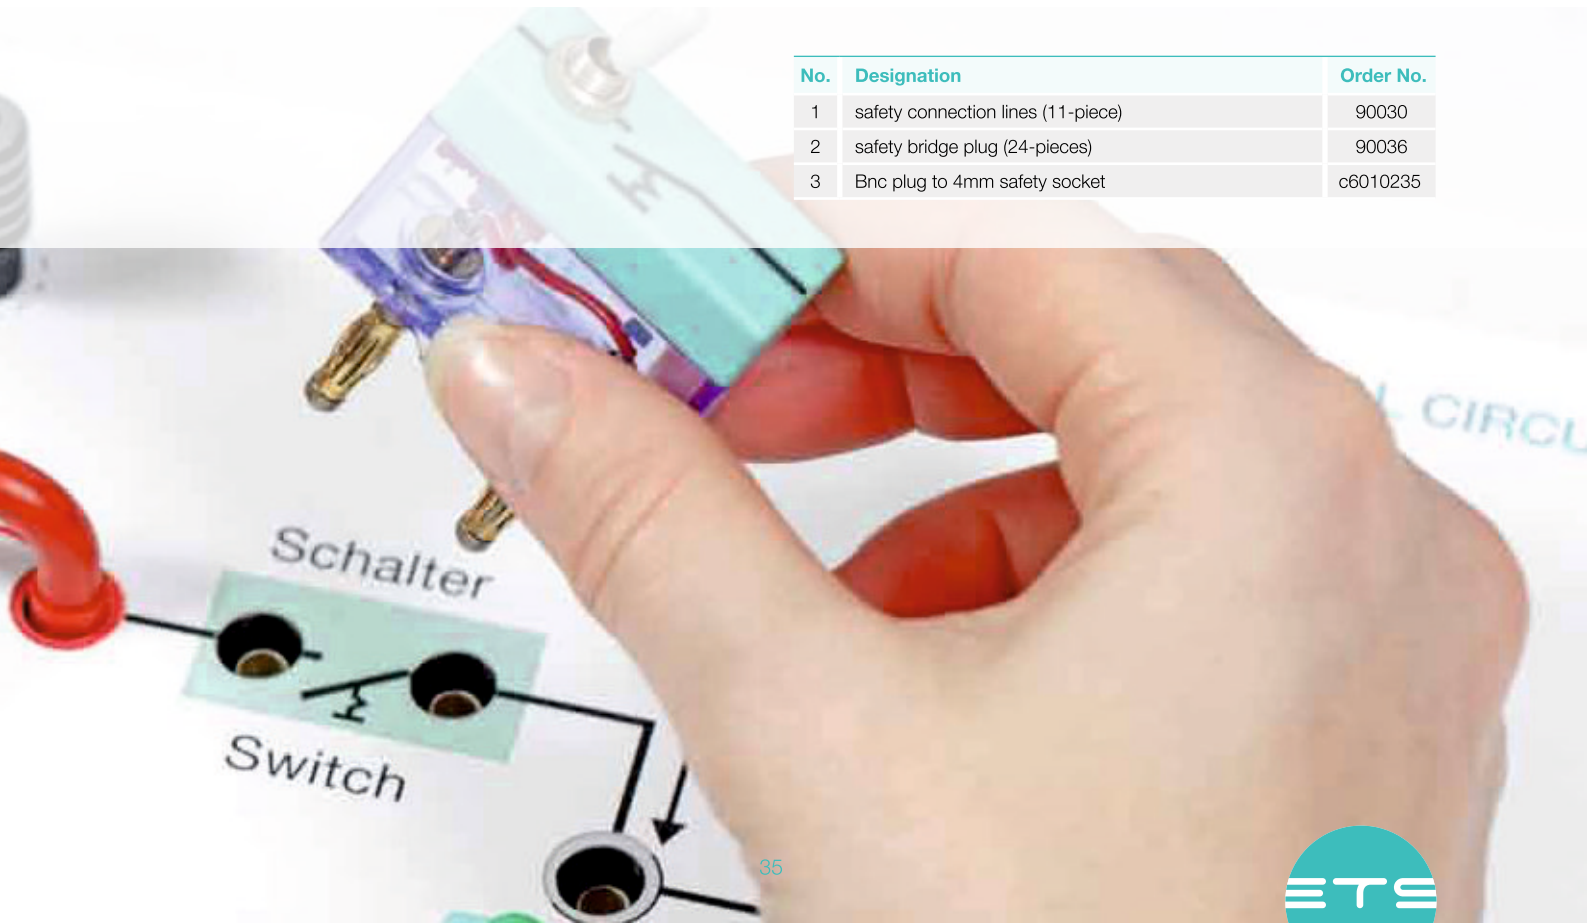 No. Designation Order No.
1 safety connection lines (11-piece) 90030
2 safety bridge plug (24-pieces) 90036
3 Bnc plug to 4mm safety socket c6010235
L CIRCU
Schalter
Switch
35
ETS